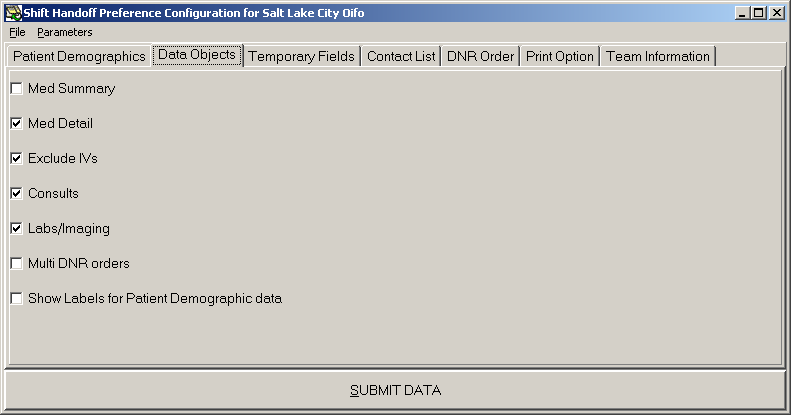 Shift Handoff Preference Configuration for Salt Lake City Oifo
File Parameters
Patient Demographics Data Objects Temporary Fields Contact List DNR Order Print Option Team Information
Med Summary
Med Detail
Exclude IVs
Consults
Labs/Imaging
Multi DNR orders
Show Labels for Patient Demographic data
SUBMIT DATA